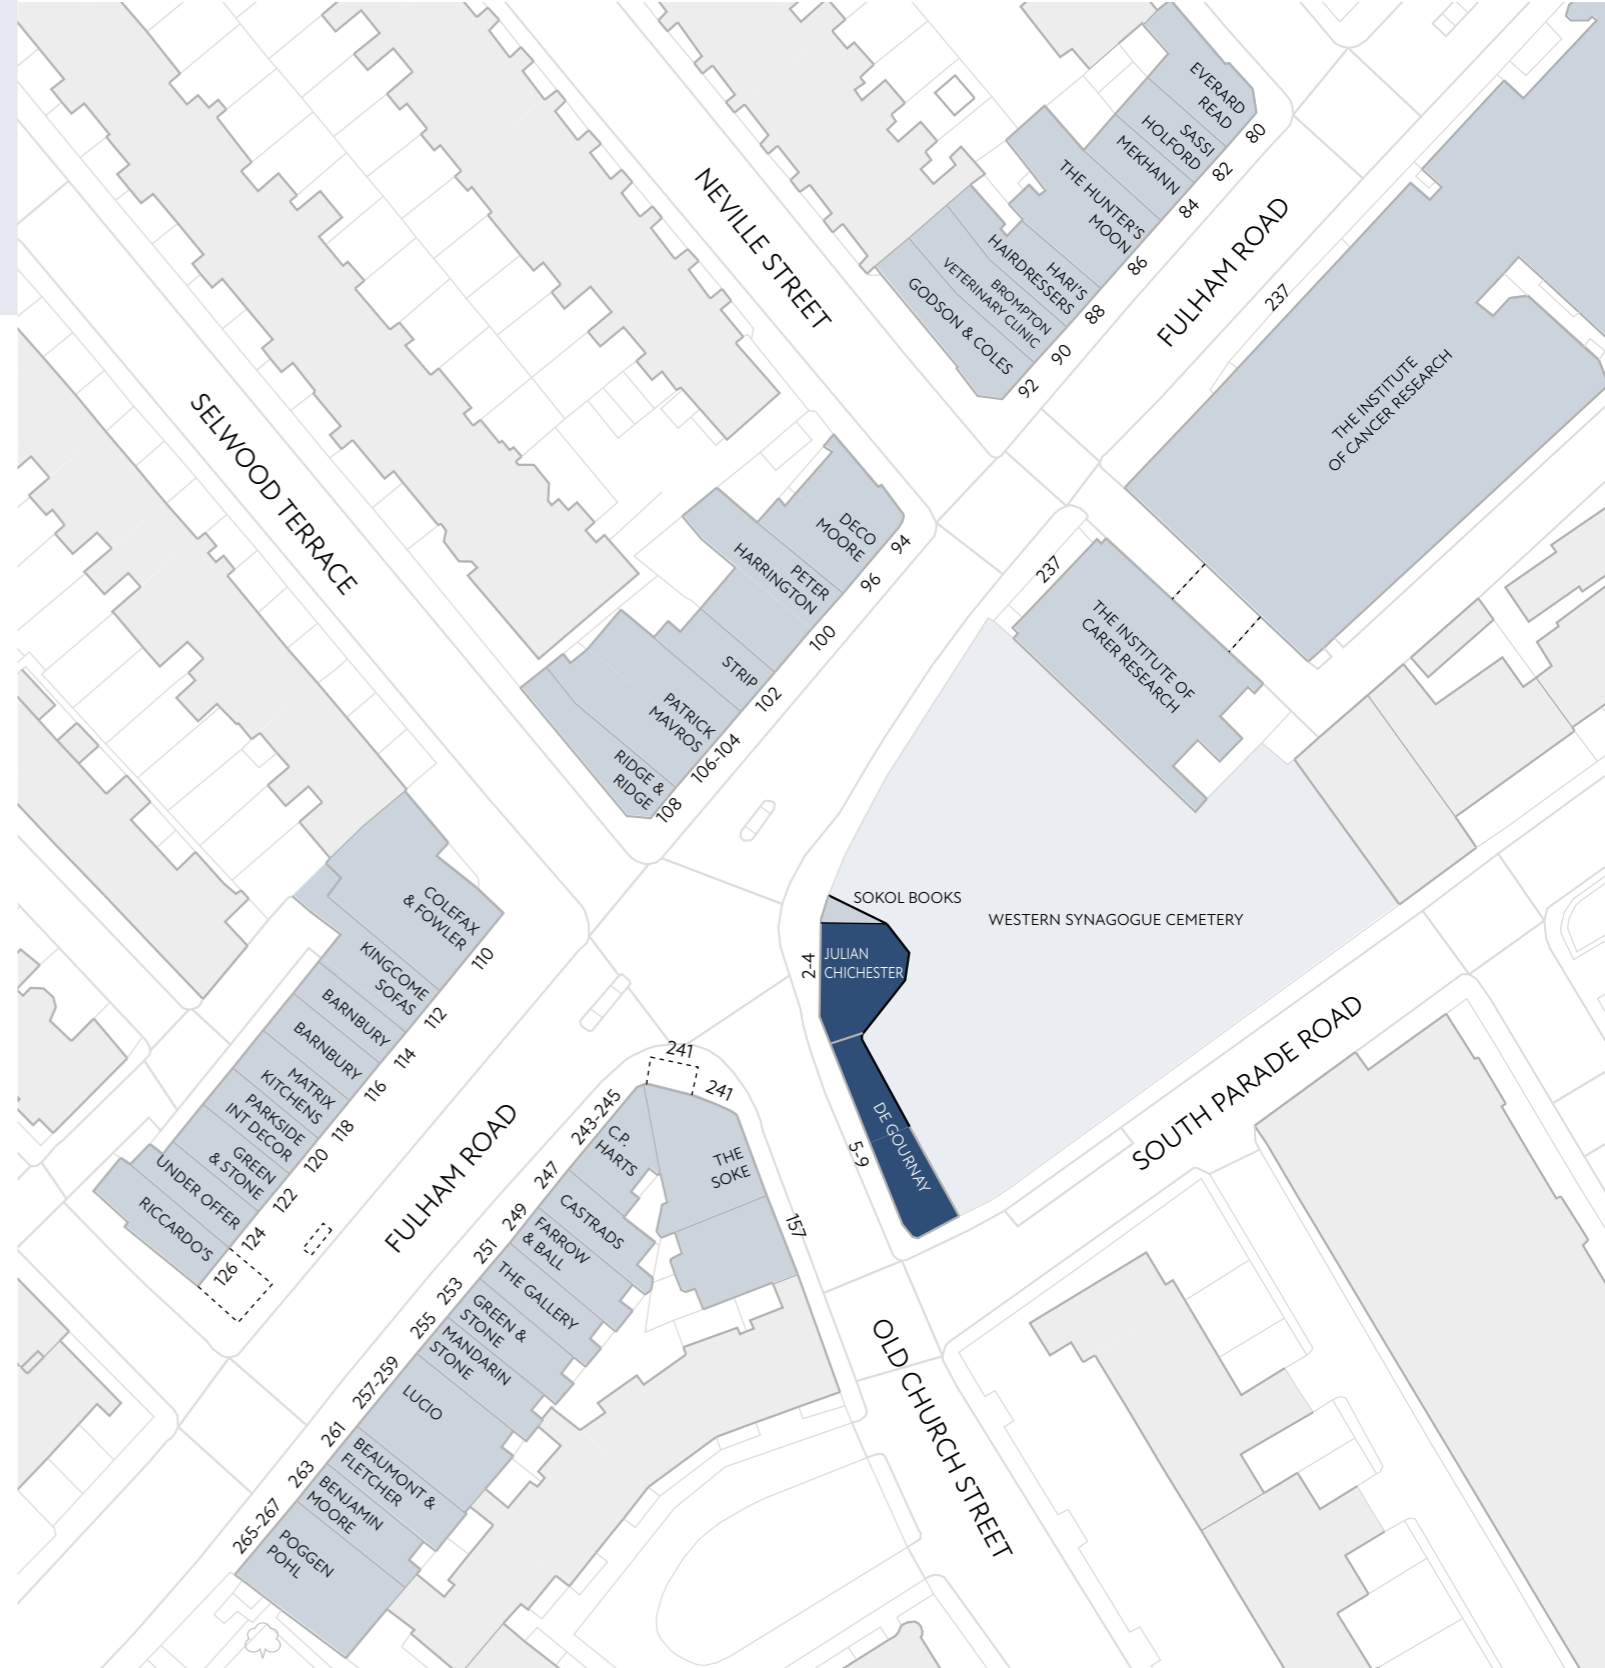 EVERARD
READ
80
SASSI
HOLFORD
82
MEKHANN
84
THE HUNTER'S
MOON
86
HARI'S
HAIRDRESSERS
88
BROMPTON
VETERINARY CLINIC
90
GODSON & COLES
92
NEVILLE STREET
FULHAM ROAD
237
THE INSTITUTE
OF CANCER RESEARCH
SELWOOD TERRACE
DECO
MOORE
94
PETER
HARRINGTON
96
100
STRIP
102
PATRICK
MAVROS
106-104
RIDGE &
RIDGE
108
237
THE INSTITUTE OF
CARER RESEARCH
SOKOL BOOKS
WESTERN SYNAGOGUE CEMETERY
2-4
JULIAN
CHICHESTER
DE GOURNAY
5-9
SOUTH PARADE ROAD
COLEFAX
& FOWLER
110
KINGCOME
SOFAS
112
BARNBURY
114
BARNBURY
116
MATRIX
KITCHENS
118
PARKSIDE
INT DECOR
120
GREEN
& STONE
122
UNDER OFFER
124
RICCARDO'S
126
FULHAM ROAD
241
241
THE
SOKE
157
243-245
C.P.
HARTS
247
CASTRADS
249
FARROW
& BALL
251
THE GALLERY
253
GREEN &
STONE
255
MANDARIN
STONE
257-259
LUCIO
261
BEAUMONT &
FLETCHER
263
BENJAMIN
MOORE
265-267
POGGEN
POHL
OLD CHURCH STREET